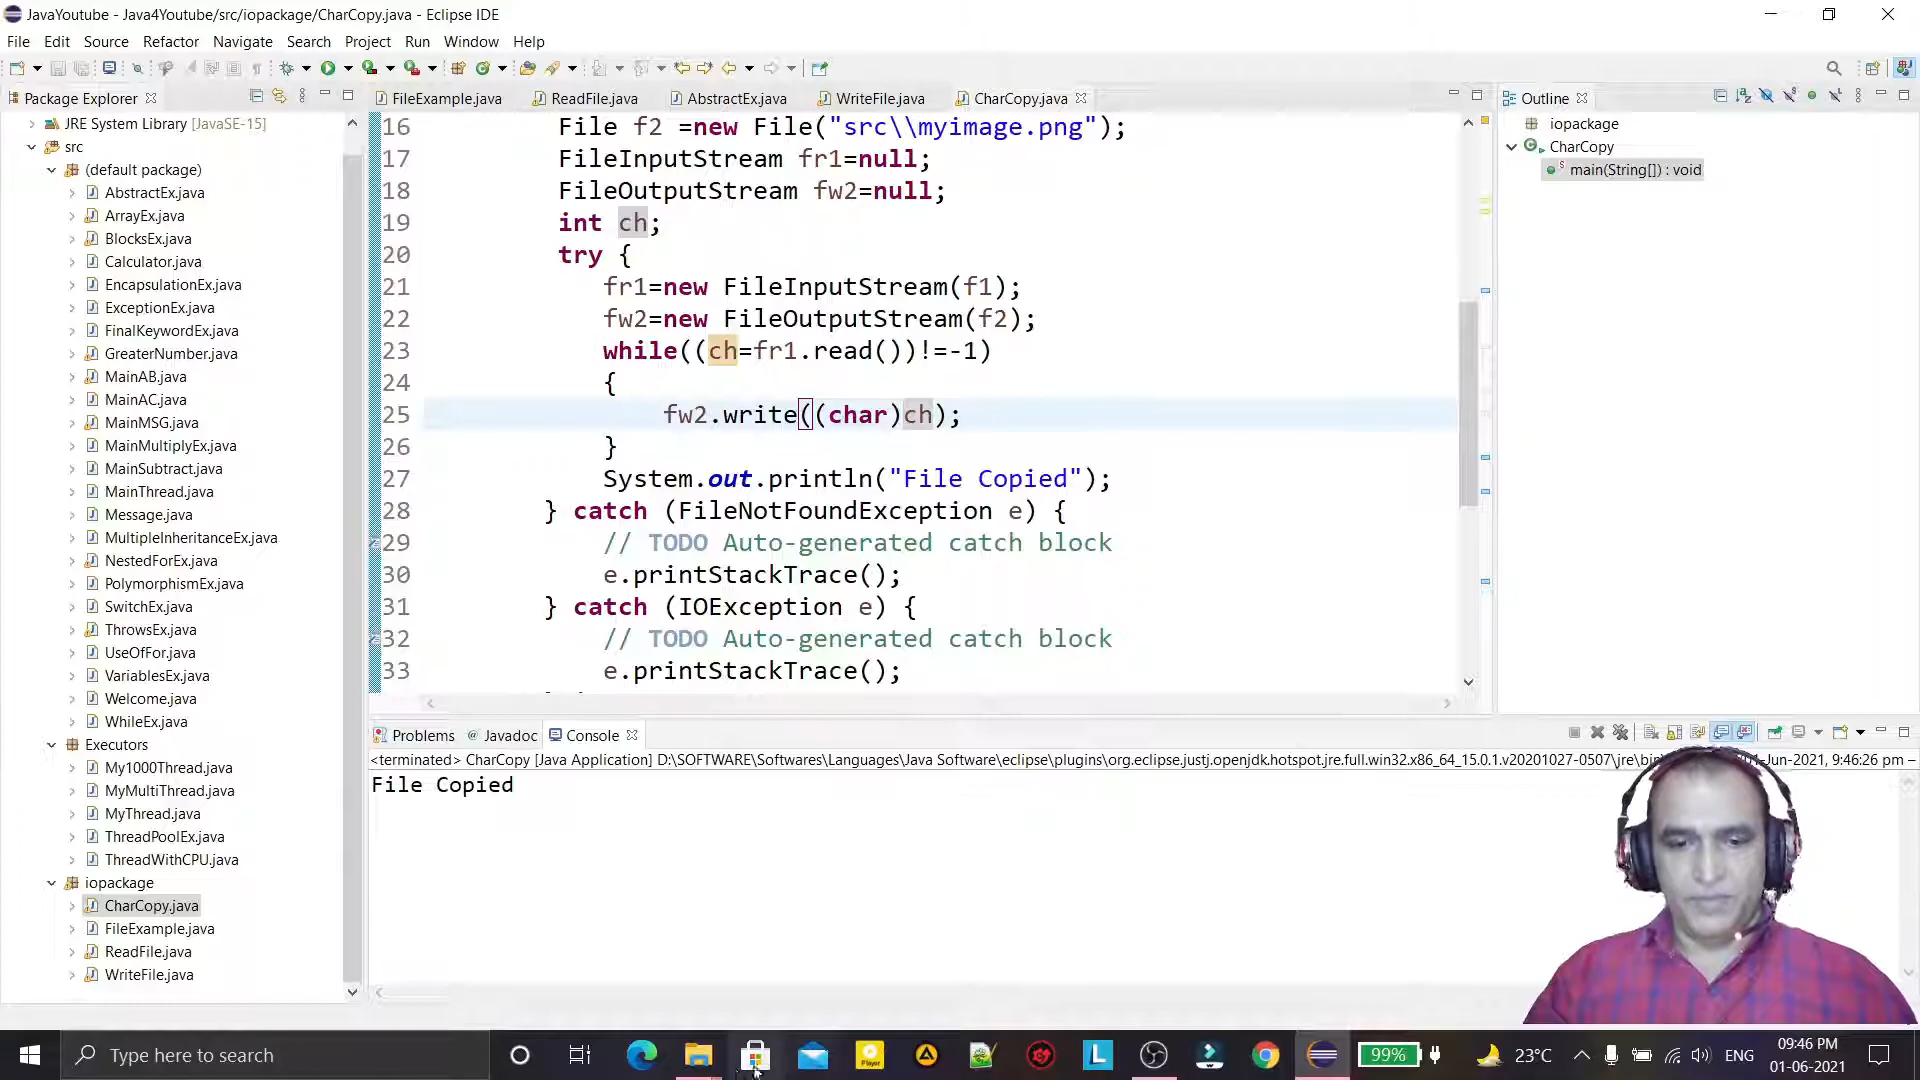 JavaYoutube - Java4Youtube/src/iopackage/CharCopy.java - Eclipse IDE
File Edit Source Refactor Navigate Search Project Run Window Help
Package Explorer
FileExample.java ReadFile.java AbstractEx.java WriteFile.java CharCopy.java
Outline
JRE System Library [JavaSE-15]
src
(default package)
AbstractEx.java
ArrayEx.java
BlocksEx.java
Calculator.java
EncapsulationEx.java
ExceptionEx.java
FinalKeywordEx.java
GreaterNumber.java
MainAB.java
MainAC.java
MainMSG.java
MainMultiplyEx.java
MainSubtract.java
MainThread.java
Message.java
MultipleInheritanceEx.java
NestedForEx.java
PolymorphismEx.java
SwitchEx.java
ThrowsEx.java
UseOfFor.java
VariablesEx.java
Welcome.java
WhileEx.java
Executors
My1000Thread.java
MyMultiThread.java
MyThread.java
ThreadPoolEx.java
ThreadWithCPU.java
iopackage
CharCopy.java
FileExample.java
ReadFile.java
WriteFile.java
16 File f2 =new File("src\\myimage.png");
17 FileInputStream fr1=null;
18 FileOutputStream fw2=null;
19 int ch;
20 try {
21 fr1=new FileInputStream(f1);
22 fw2=new FileOutputStream(f2);
23 while((ch=fr1.read())!=-1)
24 {
25 fw2.write((char)ch);
26 }
27 System.out.println("File Copied");
28 } catch (FileNotFoundException e) {
29 // TODO Auto-generated catch block
30 e.printStackTrace();
31 } catch (IOException e) {
32 // TODO Auto-generated catch block
33 e.printStackTrace();
iopackage
CharCopy
main(String[]) : void
Problems Javadoc Console
<terminated> CharCopy [Java Application] D:\SOFTWARE\Softwares\Languages\Java Software\eclipse\plugins\org.eclipse.justj.openjdk.hotspot.jre.full.win32.x86_64_15.0.1.v20201027-0507\jre\bin 01-Jun-2021, 9:46:26 pm –
File Copied
Type here to search
Player
L
99%
23°C
ENG
09:46 PM
01-06-2021